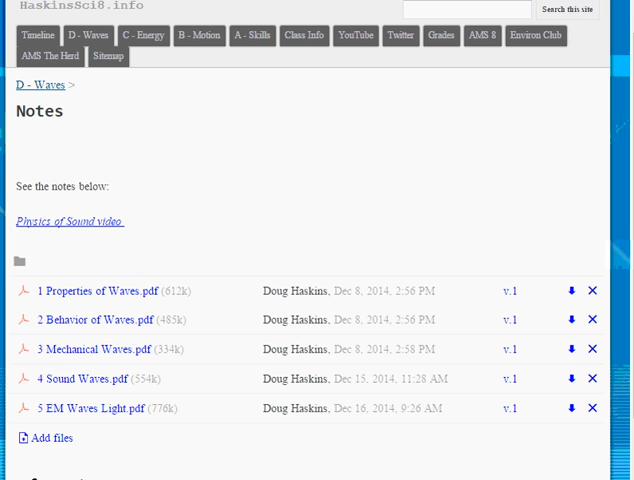 HaskinsSci8.info
Search this site
Timeline D - Waves C - Energy B - Motion A - Skills Class Info YouTube Twitter Grades AMS 8 Environ Club
AMS The Herd Sitemap
D - Waves >
Notes
See the notes below:
Physics of Sound video
1 Properties of Waves.pdf (612k) Doug Haskins, Dec 8, 2014, 2:56 PM v.1
2 Behavior of Waves.pdf (485k) Doug Haskins, Dec 8, 2014, 2:56 PM v.1
3 Mechanical Waves.pdf (334k) Doug Haskins, Dec 8, 2014, 2:58 PM v.1
4 Sound Waves.pdf (554k) Doug Haskins, Dec 15, 2014, 11:28 AM v.1
5 EM Waves Light.pdf (776k) Doug Haskins, Dec 16, 2014, 9:26 AM v.1
Add files